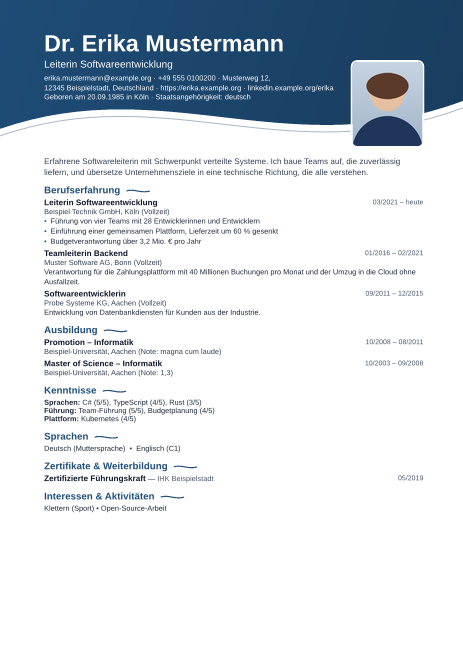 Dr. Erika Mustermann
Leiterin Softwareentwicklung
erika.mustermann@example.org · +49 555 0100200 · Musterweg 12,
12345 Beispielstadt, Deutschland · https://erika.example.org · linkedin.example.org/erika
Geboren am 20.09.1985 in Köln · Staatsangehörigkeit: deutsch
Erfahrene Softwareleiterin mit Schwerpunkt verteilte Systeme. Ich baue Teams auf, die zuverlässig
liefern, und übersetze Unternehmensziele in eine technische Richtung, die alle verstehen.
Berufserfahrung
Leiterin Softwareentwicklung 03/2021 – heute
Beispiel Technik GmbH, Köln (Vollzeit)
• Führung von vier Teams mit 28 Entwicklerinnen und Entwicklern
• Einführung einer gemeinsamen Plattform, Lieferzeit um 60 % gesenkt
• Budgetverantwortung über 3,2 Mio. € pro Jahr
Teamleiterin Backend 01/2016 – 02/2021
Muster Software AG, Bonn (Vollzeit)
Verantwortung für die Zahlungsplattform mit 40 Millionen Buchungen pro Monat und der Umzug in die Cloud ohne
Ausfallzeit.
Softwareentwicklerin 09/2011 – 12/2015
Probe Systeme KG, Aachen (Vollzeit)
Entwicklung von Datenbankdiensten für Kunden aus der Industrie.
Ausbildung
Promotion – Informatik 10/2008 – 08/2011
Beispiel-Universität, Aachen (Note: magna cum laude)
Master of Science – Informatik 10/2003 – 09/2008
Beispiel-Universität, Aachen (Note: 1,3)
Kenntnisse
Sprachen: C# (5/5), TypeScript (4/5), Rust (3/5)
Führung: Team-Führung (5/5), Budgetplanung (4/5)
Plattform: Kubernetes (4/5)
Sprachen
Deutsch (Muttersprache) • Englisch (C1)
Zertifikate & Weiterbildung
Zertifizierte Führungskraft — IHK Beispielstadt 05/2019
Interessen & Aktivitäten
Klettern (Sport) • Open-Source-Arbeit